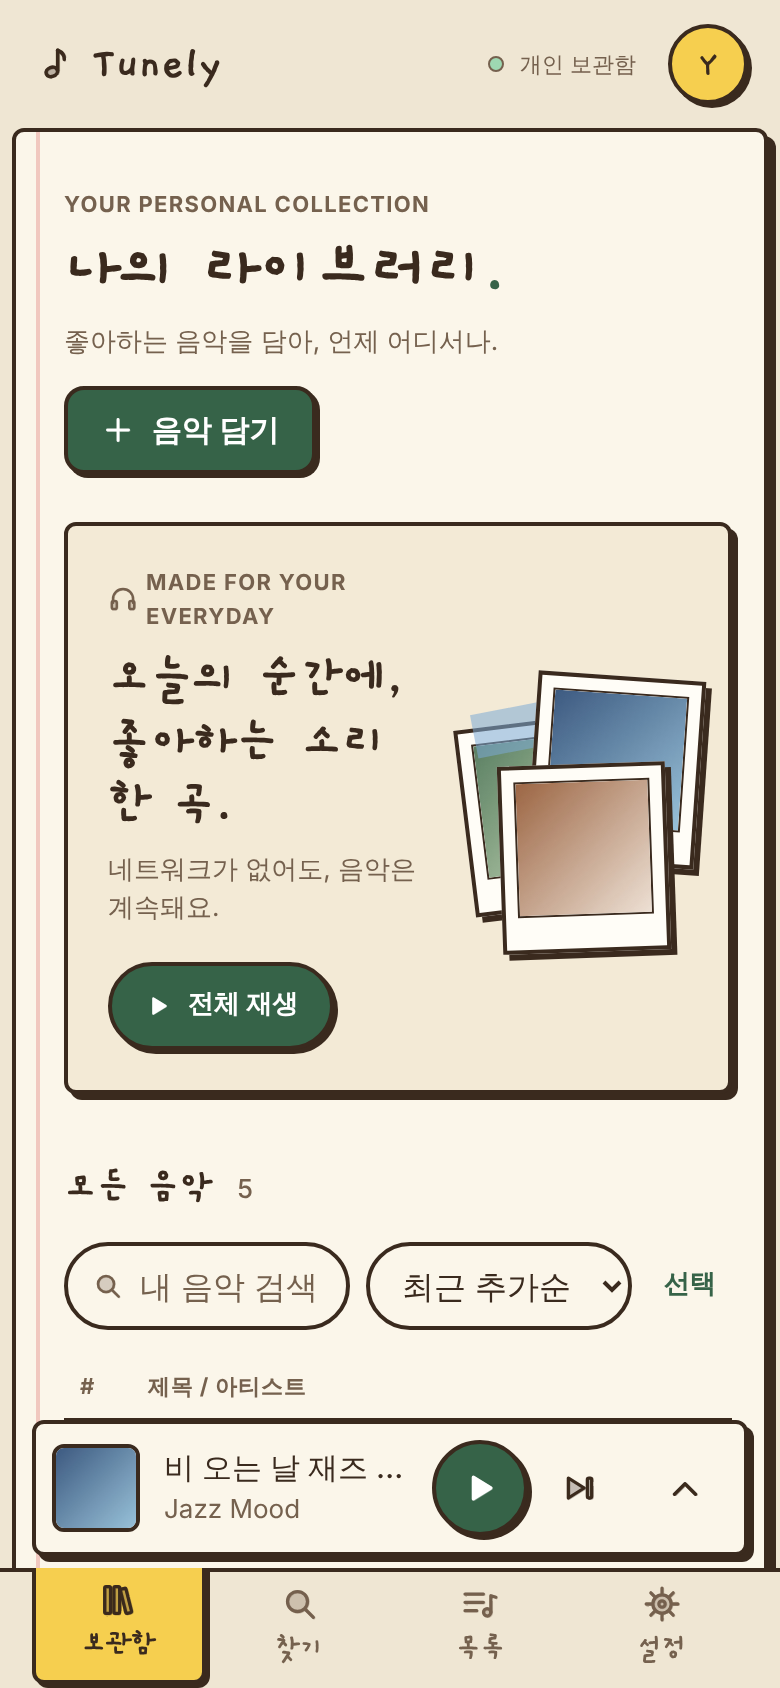 Tunely
개인 보관함
Y
YOUR PERSONAL COLLECTION
나의 라이브러리.
좋아하는 음악을 담아, 언제 어디서나.
+ 음악 담기
MADE FOR YOUR
EVERYDAY
오늘의 순간에,
좋아하는 소리
한 곡.
네트워크가 없어도, 음악은
계속돼요.
전체 재생
모든 음악 5
내 음악 검색
최근 추가순
선택
# 제목 / 아티스트
비 오는 날 재즈 ...
Jazz Mood
보관함
찾기
목록
설정